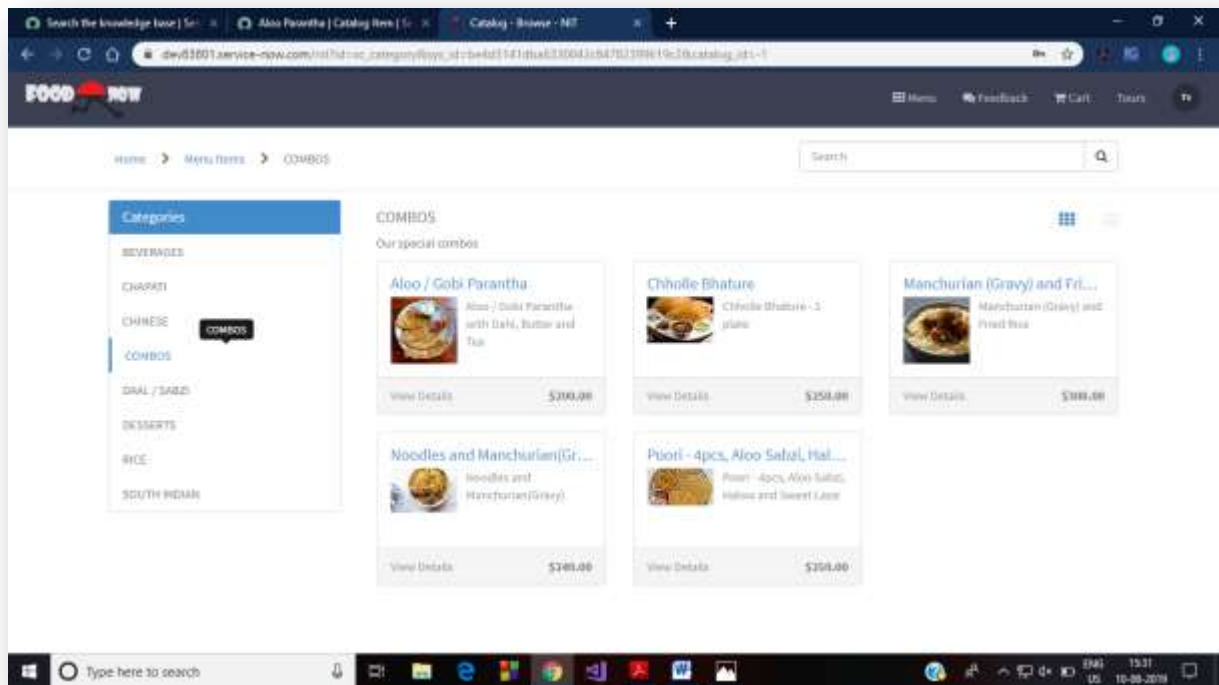 Search the knowledge base | Ser
Aloo Parantha | Catalog Item | S
Catalog - Browse - NIT
FOOD NOW
Menu
Feedback
Cart
Tours
Home > Menu Items > COMBOS
Search
Categories
BEVERAGES
CHAPATI
CHINESE
COMBOS
COMBOS
DAAL / SABZI
DESSERTS
RICE
SOUTH INDIAN
COMBOS
Our special combos
Aloo / Gobi Parantha
Aloo / Gobi Parantha
with Dahi, Butter and
Tea
View Details
$200.00
Chholle Bhature
Chholle Bhature -
plate
View Details
$250.00
Manchurian (Gravy) and Fri...
Manchurian (Gravy) and
Fried Rice
View Details
Noodles and Manchurian(Gr...
Noodles and
Manchurian(Gravy)
View Details
Poori - 4pcs, Aloo Sabzi, Hal...
Poori - 4pcs, Aloo Sabzi,
Halwa and Sweet Lassi
View Details
Type here to search
ENG
US
15:31
10-08-2019